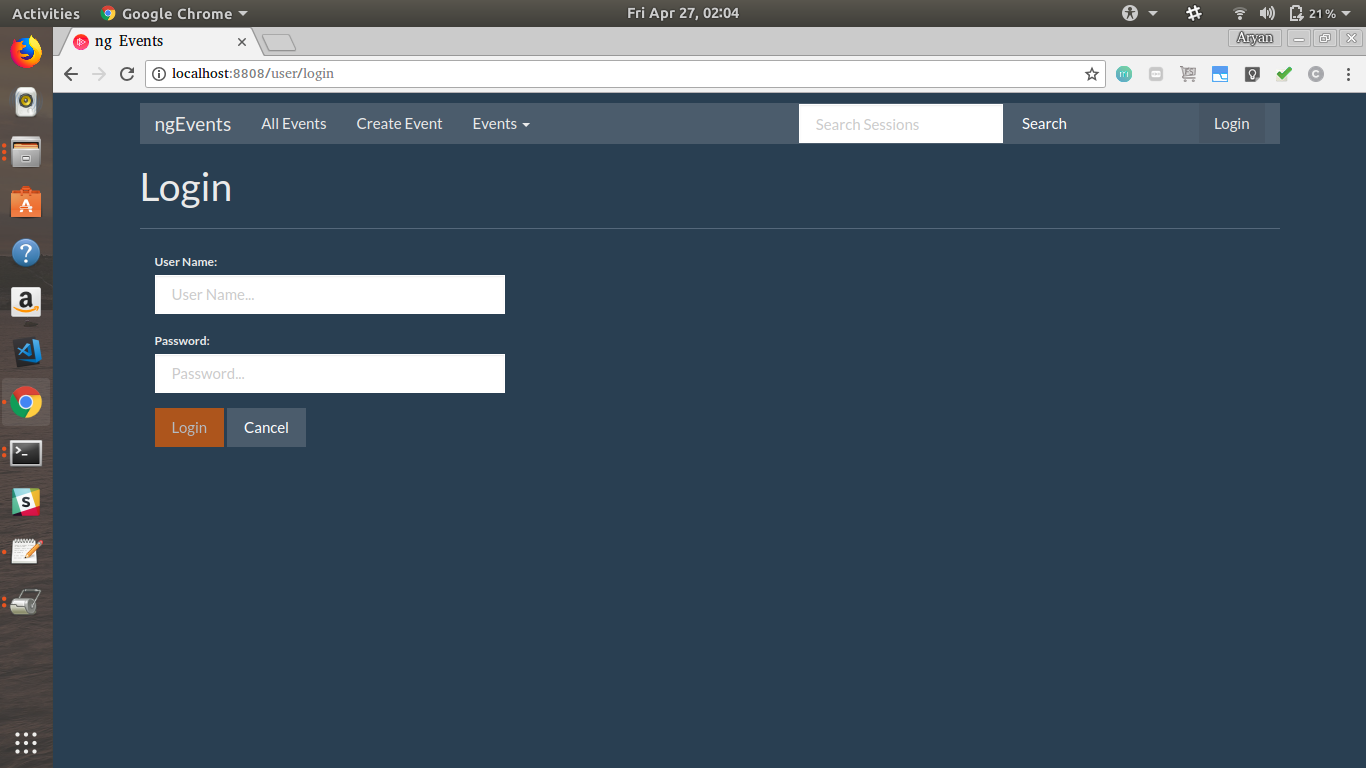 Activities Google Chrome Fri Apr 27, 02:04 21%
ng Events Aryan
localhost:8808/user/login
ngEvents All Events Create Event Events Search Sessions Search Login
Login
User Name:
User Name...
Password:
Password...
Login Cancel